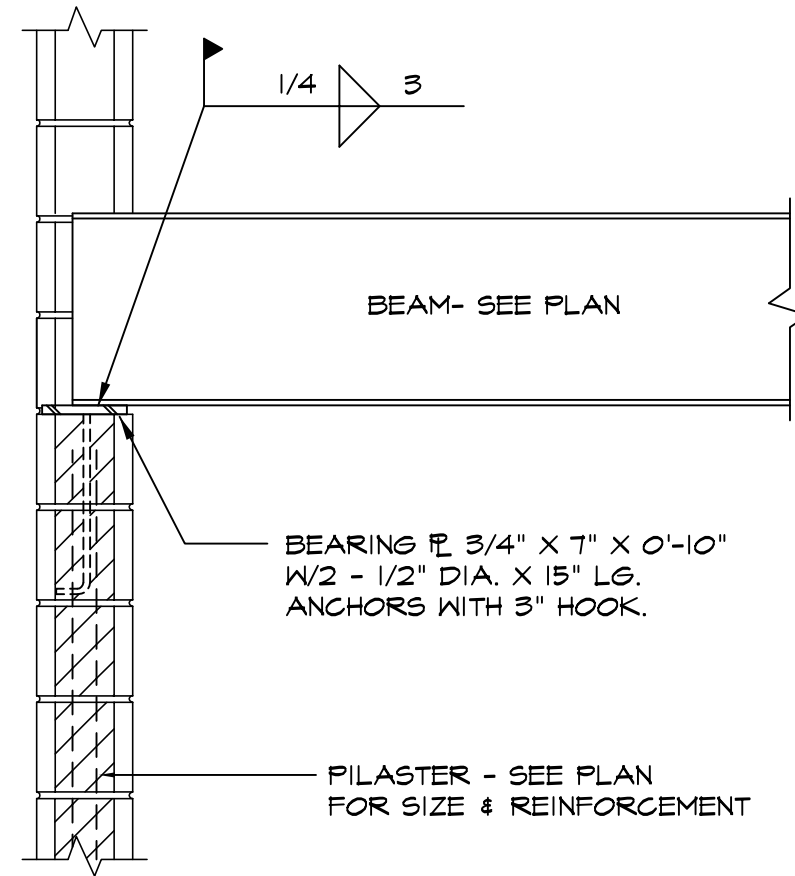 1/4 3
BEAM- SEE PLAN
BEARING PL 3/4" X 7" X 0'-10"
W/2 - 1/2" DIA. X 15" LG.
ANCHORS WITH 3" HOOK.
PILASTER - SEE PLAN
FOR SIZE & REINFORCEMENT